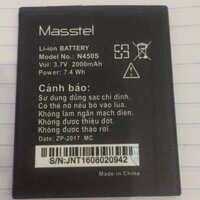 Masstel
Li-ion BATTERY
Model No.: N450S
Vol: 3.7V 2000mAh
Power: 7.4 Wh
Cảnh báo:
Sử dụng đúng sạc chỉ định
Có thể nổ nếu bỏ vào lửa.
Không làm ngắn mạch điện.
Không được thiêu đốt.
Không được tháo rời!
Date: ZP-2017 MC
S/N:JNT1608020942
Made in China